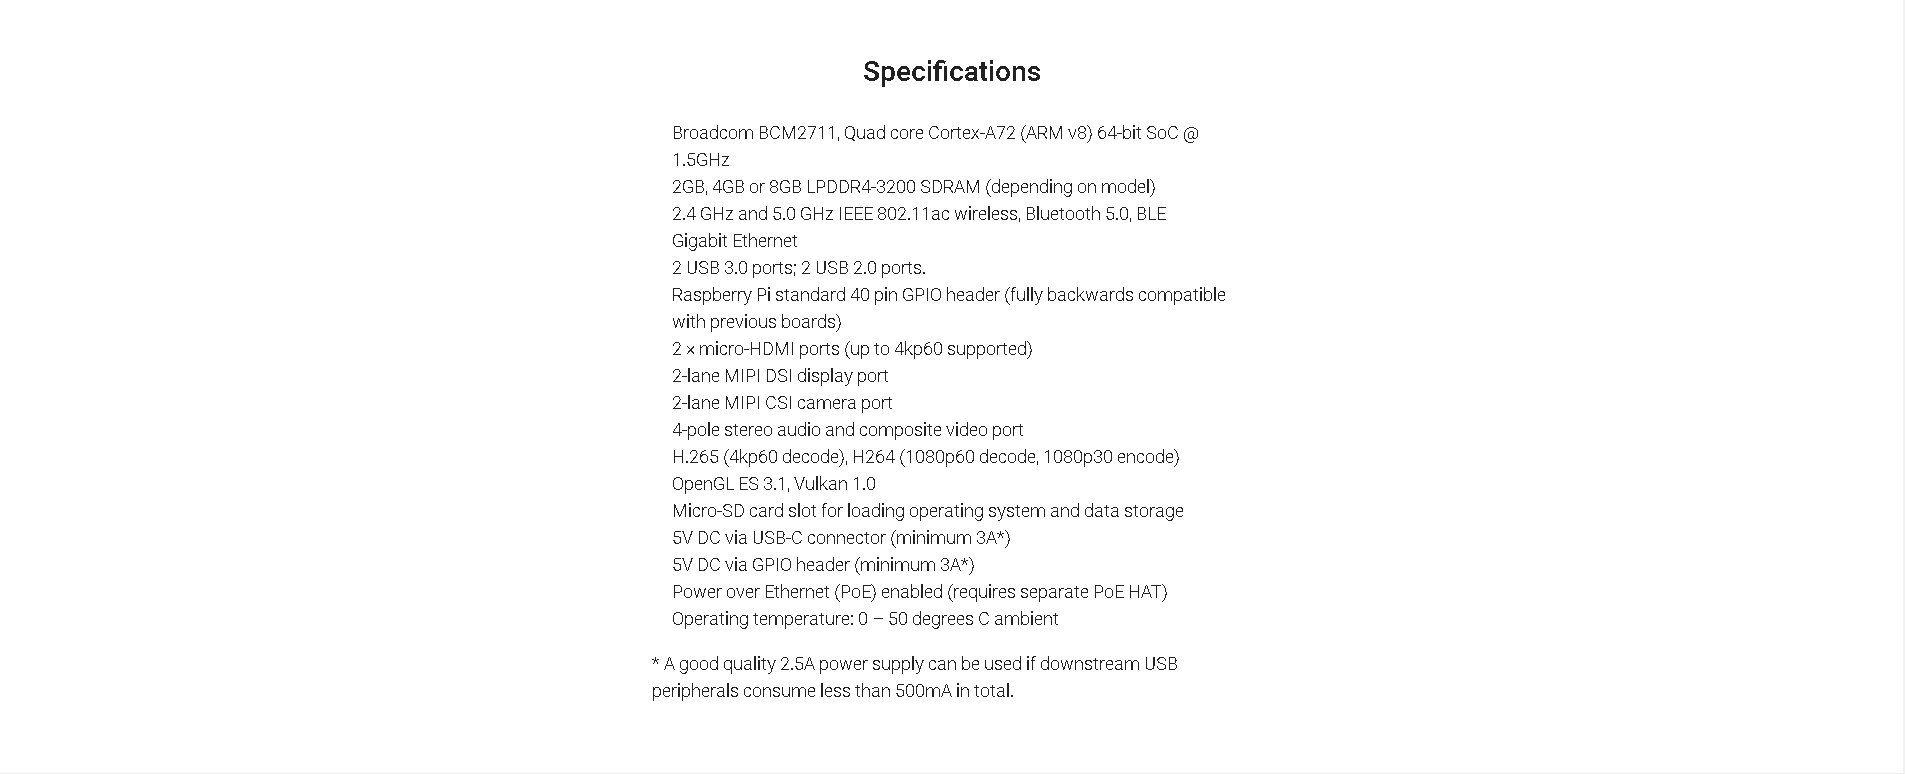 Specifications
Broadcom BCM2711, Quad core Cortex-A72 (ARM v8) 64-bit SoC @
1.5GHz
2GB, 4GB or 8GB LPDDR4-3200 SDRAM (depending on model)
2.4 GHz and 5.0 GHz IEEE 802.11ac wireless, Bluetooth 5.0, BLE
Gigabit Ethernet
2 USB 3.0 ports; 2 USB 2.0 ports.
Raspberry Pi standard 40 pin GPIO header (fully backwards compatible
with previous boards)
2 × micro-HDMI ports (up to 4kp60 supported)
2-lane MIPI DSI display port
2-lane MIPI CSI camera port
4-pole stereo audio and composite video port
H.265 (4kp60 decode), H264 (1080p60 decode, 1080p30 encode)
OpenGL ES 3.1, Vulkan 1.0
Micro-SD card slot for loading operating system and data storage
5V DC via USB-C connector (minimum 3A*)
5V DC via GPIO header (minimum 3A*)
Power over Ethernet (PoE) enabled (requires separate PoE HAT)
Operating temperature: 0 – 50 degrees C ambient
* A good quality 2.5A power supply can be used if downstream USB
peripherals consume less than 500mA in total.